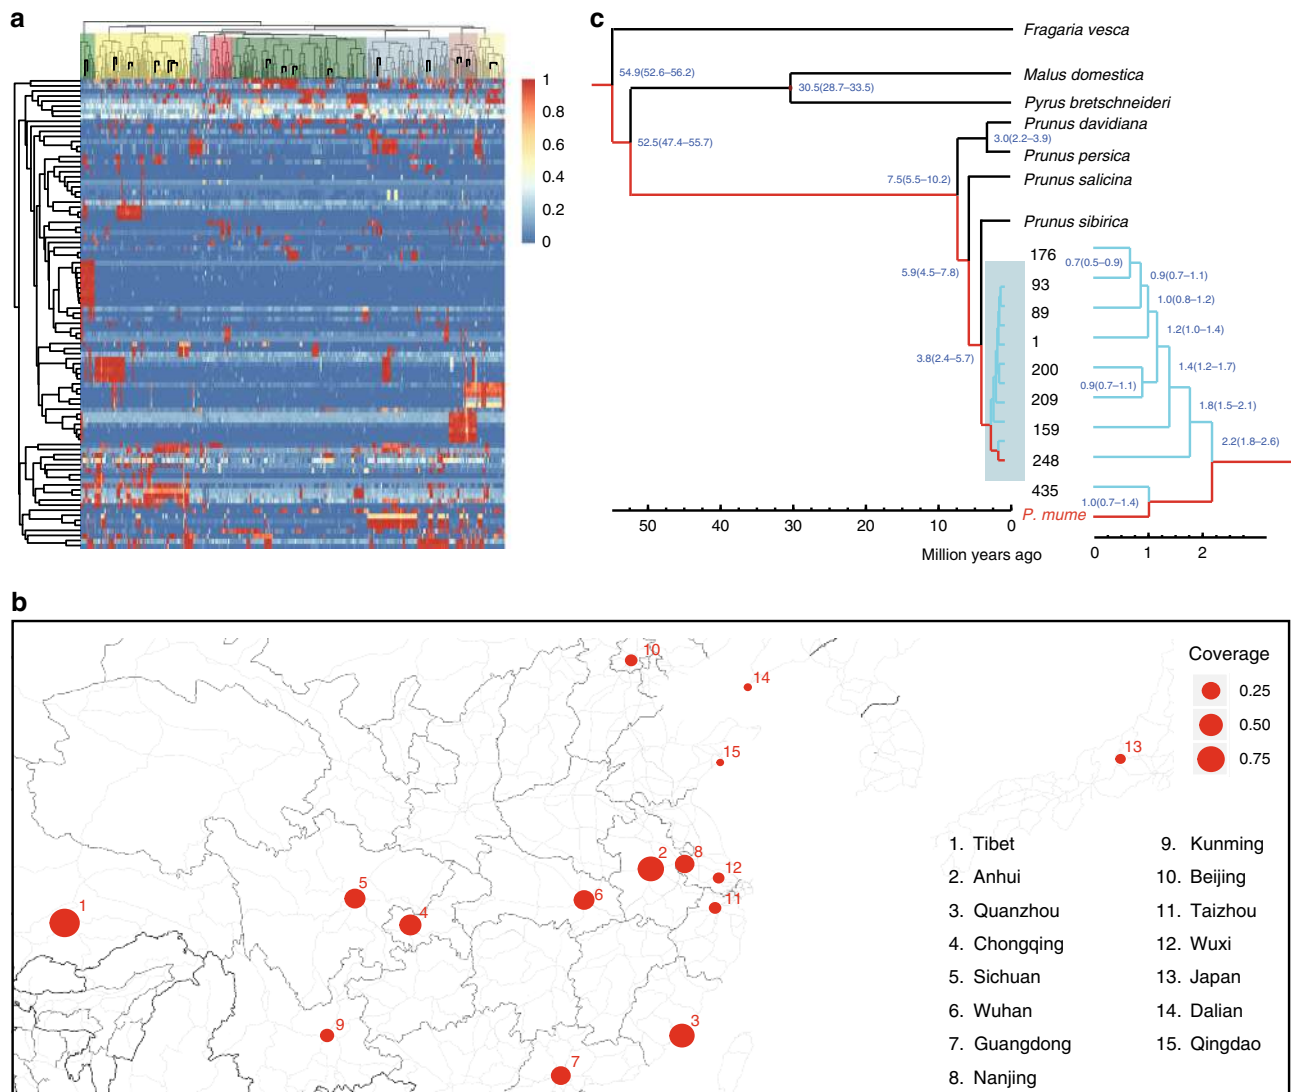 a
1
0.8
0.6
0.4
0.2
0
c
Fragaria vesca
54.9(52.6–56.2)
Malus domestica
30.5(28.7–33.5)
Pyrus bretschneideri
Prunus davidiana
3.0(2.2–3.9)
52.5(47.4–55.7)
Prunus persica
7.5(5.5–10.2)
Prunus salicina
Prunus sibirica
176
0.7(0.5–0.9)
5.9(4.5–7.8)
0.9(0.7–1.1)
93
1.0(0.8–1.2)
89
1.2(1.0–1.4)
1
3.8(2.4–5.7)
1.4(1.2–1.7)
200
0.9(0.7–1.1)
209
1.8(1.5–2.1)
159
2.2(1.8–2.6)
248
435
1.0(0.7–1.4)
P. mume
50 40 30 20 10 0
Million years ago
0 1 2
b
10
14
15
13
2
8
12
11
5
6
4
1
9
3
7
Coverage
0.25
0.50
0.75
1. Tibet
2. Anhui
3. Quanzhou
4. Chongqing
5. Sichuan
6. Wuhan
7. Guangdong
8. Nanjing
9. Kunming
10. Beijing
11. Taizhou
12. Wuxi
13. Japan
14. Dalian
15. Qingdao